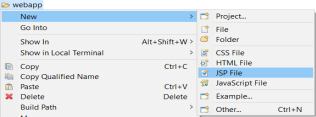 webapp
New
Go Into
Show In Alt+Shift+W
Show in Local Terminal
Copy Ctrl+C
Copy Qualified Name
Paste Ctrl+V
Delete Delete
Build Path
Project...
File
Folder
CSS File
HTML File
JSP File
JavaScript File
Example...
Other... Ctrl+N